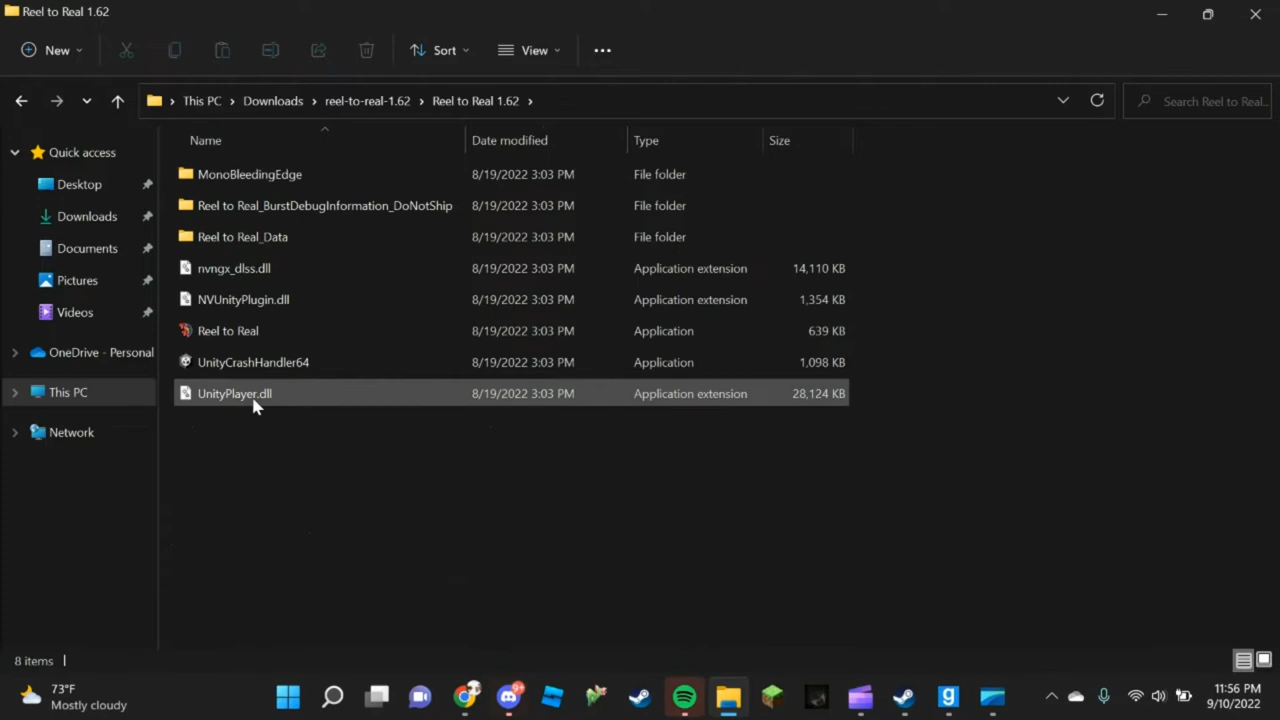 Reel to Real 1.62
New
Sort
View
This PC > Downloads > reel-to-real-1.62 > Reel to Real 1.62 >
Search Reel to Real...
Name Date modified Type Size
Quick access
Desktop
Downloads
Documents
Pictures
Videos
OneDrive - Personal
This PC
Network
MonoBleedingEdge 8/19/2022 3:03 PM File folder
Reel to Real_BurstDebugInformation_DoNotShip 8/19/2022 3:03 PM File folder
Reel to Real_Data 8/19/2022 3:03 PM File folder
nvngx_dlss.dll 8/19/2022 3:03 PM Application extension 14,110 KB
NVUnityPlugin.dll 8/19/2022 3:03 PM Application extension 1,354 KB
Reel to Real 8/19/2022 3:03 PM Application 639 KB
UnityCrashHandler64 8/19/2022 3:03 PM Application 1,098 KB
UnityPlayer.dll 8/19/2022 3:03 PM Application extension 28,124 KB
8 items
73°F
Mostly cloudy
11:56 PM
9/10/2022